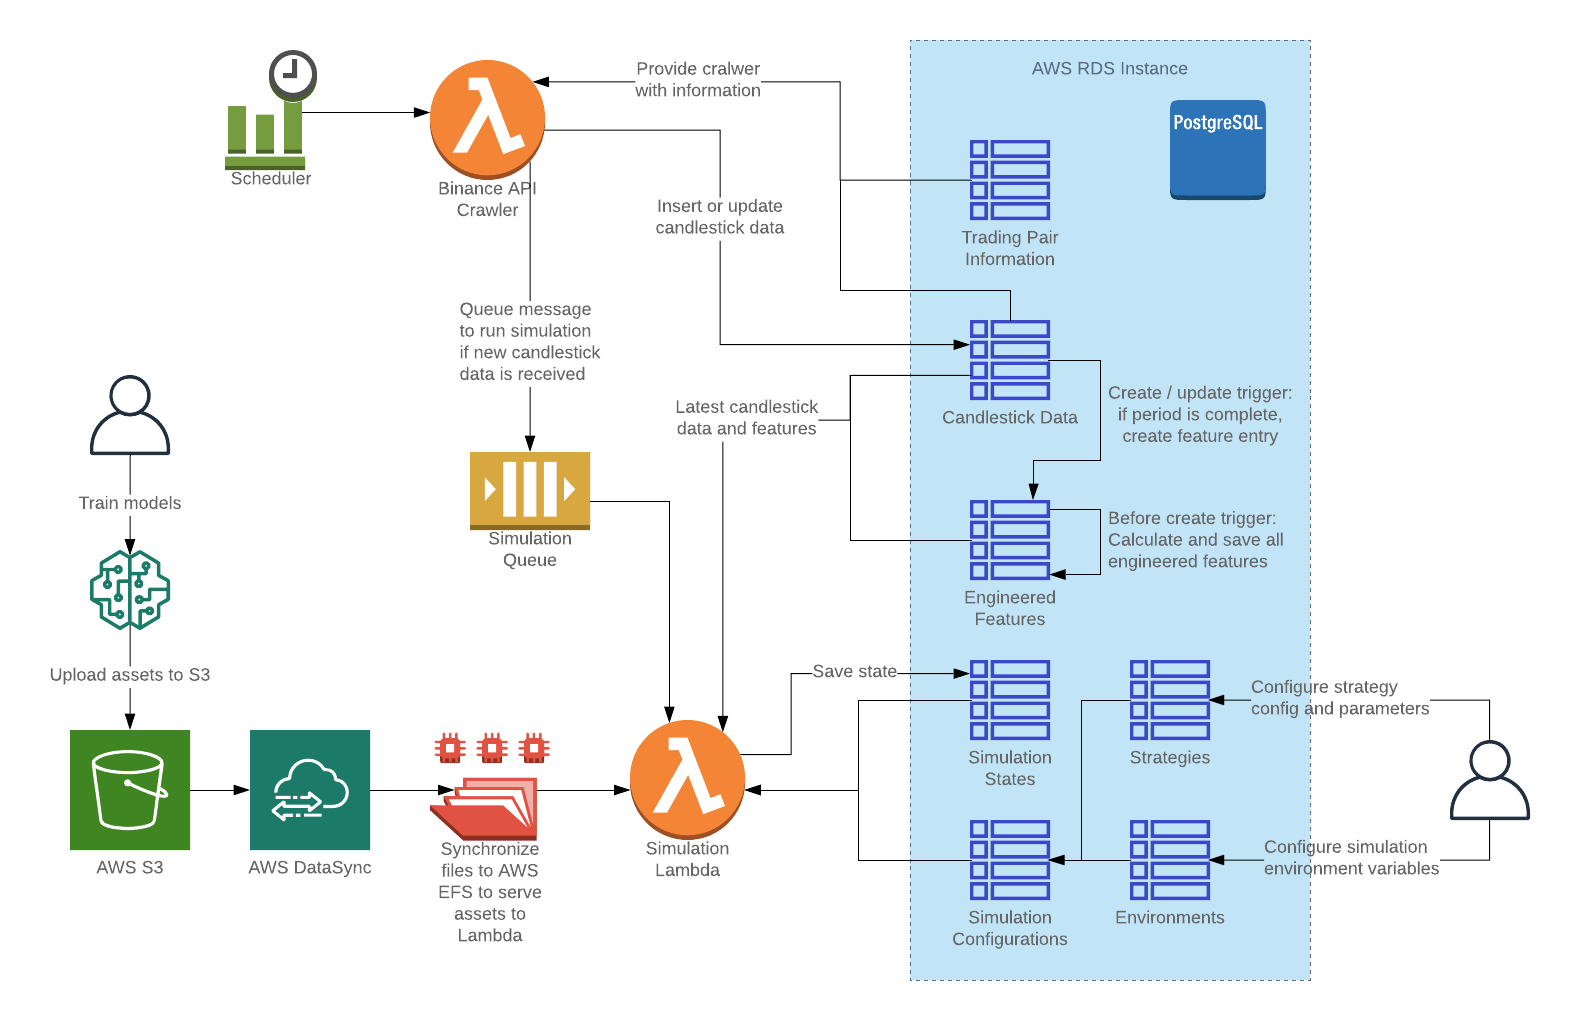 AWS RDS Instance
PostgreSQL
Provide cralwer
with information
Scheduler
Binance API
Crawler
Insert or update
candlestick data
Trading Pair
Information
Queue message
to run simulation
if new candlestick
data is received
Latest candlestick
data and features
Candlestick Data
Create / update trigger:
if period is complete,
create feature entry
Train models
Simulation
Queue
Before create trigger:
Calculate and save all
engineered features
Engineered
Features
Upload assets to S3
Save state
Configure strategy
config and parameters
Simulation
States
Strategies
AWS S3
AWS DataSync
Synchronize
files to AWS
EFS to serve
assets to
Lambda
Simulation
Lambda
Configure simulation
environment variables
Simulation
Configurations
Environments